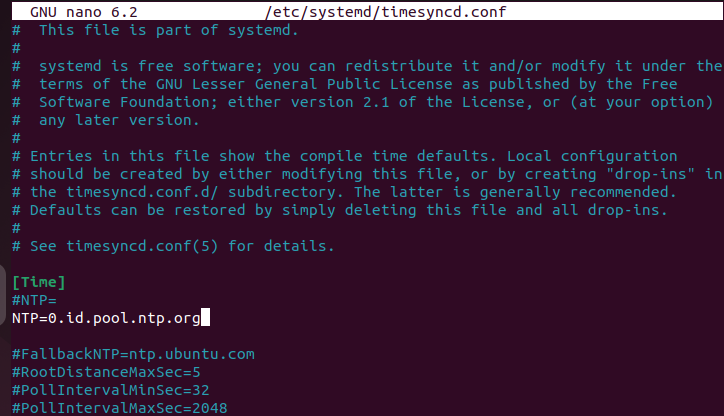 GNU nano 6.2 /etc/systemd/timesyncd.conf
# This file is part of systemd.
#
# systemd is free software; you can redistribute it and/or modify it under the
# terms of the GNU Lesser General Public License as published by the Free
# Software Foundation; either version 2.1 of the License, or (at your option)
# any later version.
#
# Entries in this file show the compile time defaults. Local configuration
# should be created by either modifying this file, or by creating "drop-ins" in
# the timesyncd.conf.d/ subdirectory. The latter is generally recommended.
# Defaults can be restored by simply deleting this file and all drop-ins.
#
# See timesyncd.conf(5) for details.
[Time]
#NTP=
NTP=0.id.pool.ntp.org
#FallbackNTP=ntp.ubuntu.com
#RootDistanceMaxSec=5
#PollIntervalMinSec=32
#PollIntervalMaxSec=2048